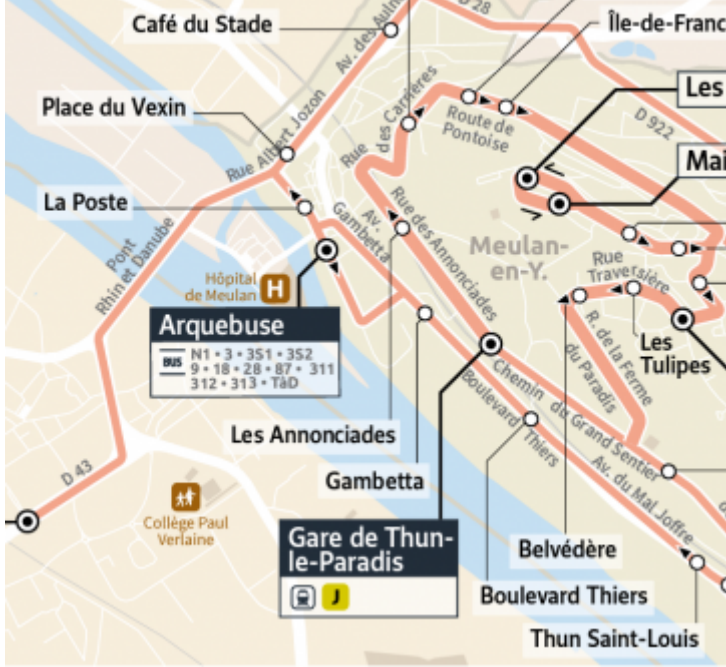 D 28
Café du Stade
Av. des Auln
Île-de-Franc
Les
Place du Vexin
Rue Albert Jozon
Rue des Carrières
Route de
Pontoise
D 922
Mai
La Poste
Pont
Rhin et Danube
Av.
Gambetta
Rue des Annonciades
Meulan-
en-Y.
Rue
Traversière
Hôpital
de Meulan
H
Arquebuse
BUS
N1 • 3 • 3S1 • 3S2
9 • 18 • 28 • 87 • 311
312 • 313 • TàD
Les
Tulipes
R. de la Ferme
du Paradis
Chemin du Grand Sentier
Boulevard Thiers
Les Annonciades
Gambetta
D 43
Av. du Mal Joffre
Collège Paul
Verlaine
Gare de Thun-
le-Paradis
J
Belvédère
Boulevard Thiers
Thun Saint-Louis